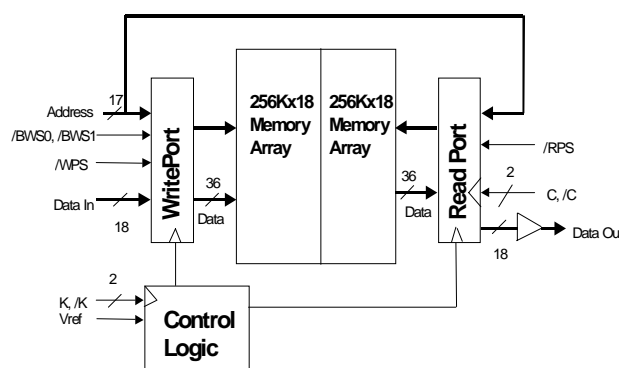 17
Address
/BWS0, /BWS1
/WPS
Data In
18
WritePort
36
Data
256Kx18
Memory
Array
256Kx18
Memory
Array
36
Data
Read Port
/RPS
2
C, /C
18
Data Ou
2
K, /K
Vref
Control
Logic